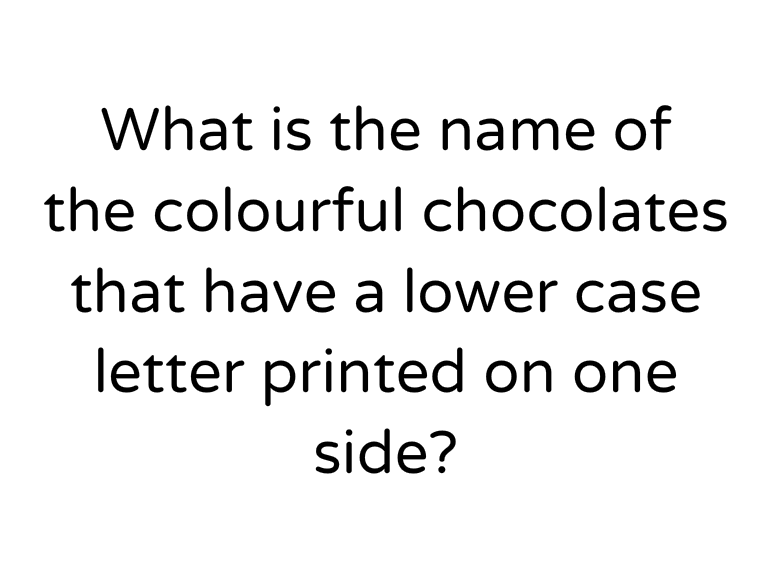 What is the name of
the colourful chocolates
that have a lower case
letter printed on one
side?